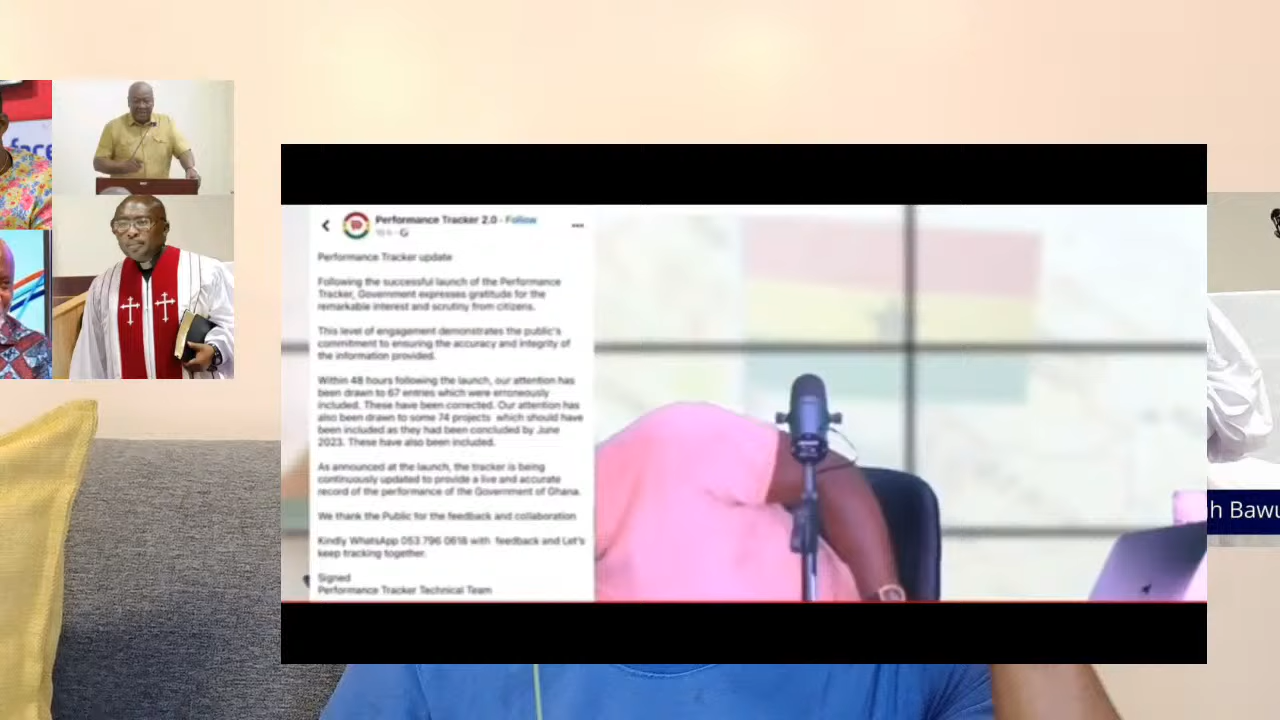 face
Performance Tracker 2.0 · Follow
Performance Tracker update
Following the successful launch of the Performance
Tracker, Government expresses gratitude for the
remarkable interest and scrutiny from citizens.
This level of engagement demonstrates the public's
commitment to ensuring the accuracy and integrity of
the information provided.
Within 48 hours following the launch, our attention has
been drawn to 67 entries which were erroneously
included. These have been corrected. Our attention has
also been drawn to some 74 projects which should have
been included as they had been concluded by June
2023. These have also been included.
As announced at the launch, the tracker is being
continuously updated to provide a live and accurate
record of the performance of the Government of Ghana.
We thank the Public for the feedback and collaboration
Kindly WhatsApp 053 796 0618 with feedback and Let's
keep tracking together.
Signed
Performance Tracker Technical Team
h Bawu